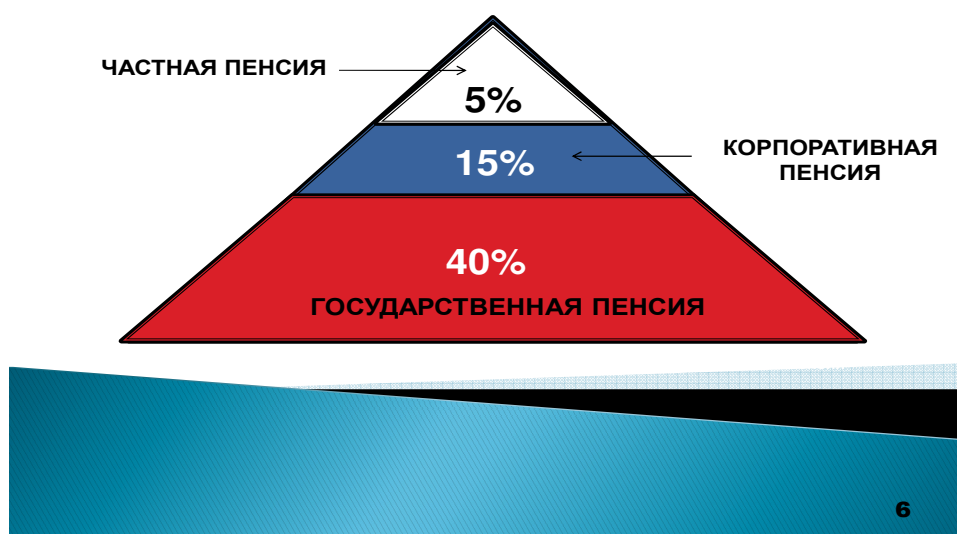 ЧАСТНАЯ ПЕНСИЯ
5%
КОРПОРАТИВНАЯ
ПЕНСИЯ
15%
40%
ГОСУДАРСТВЕННАЯ ПЕНСИЯ
6